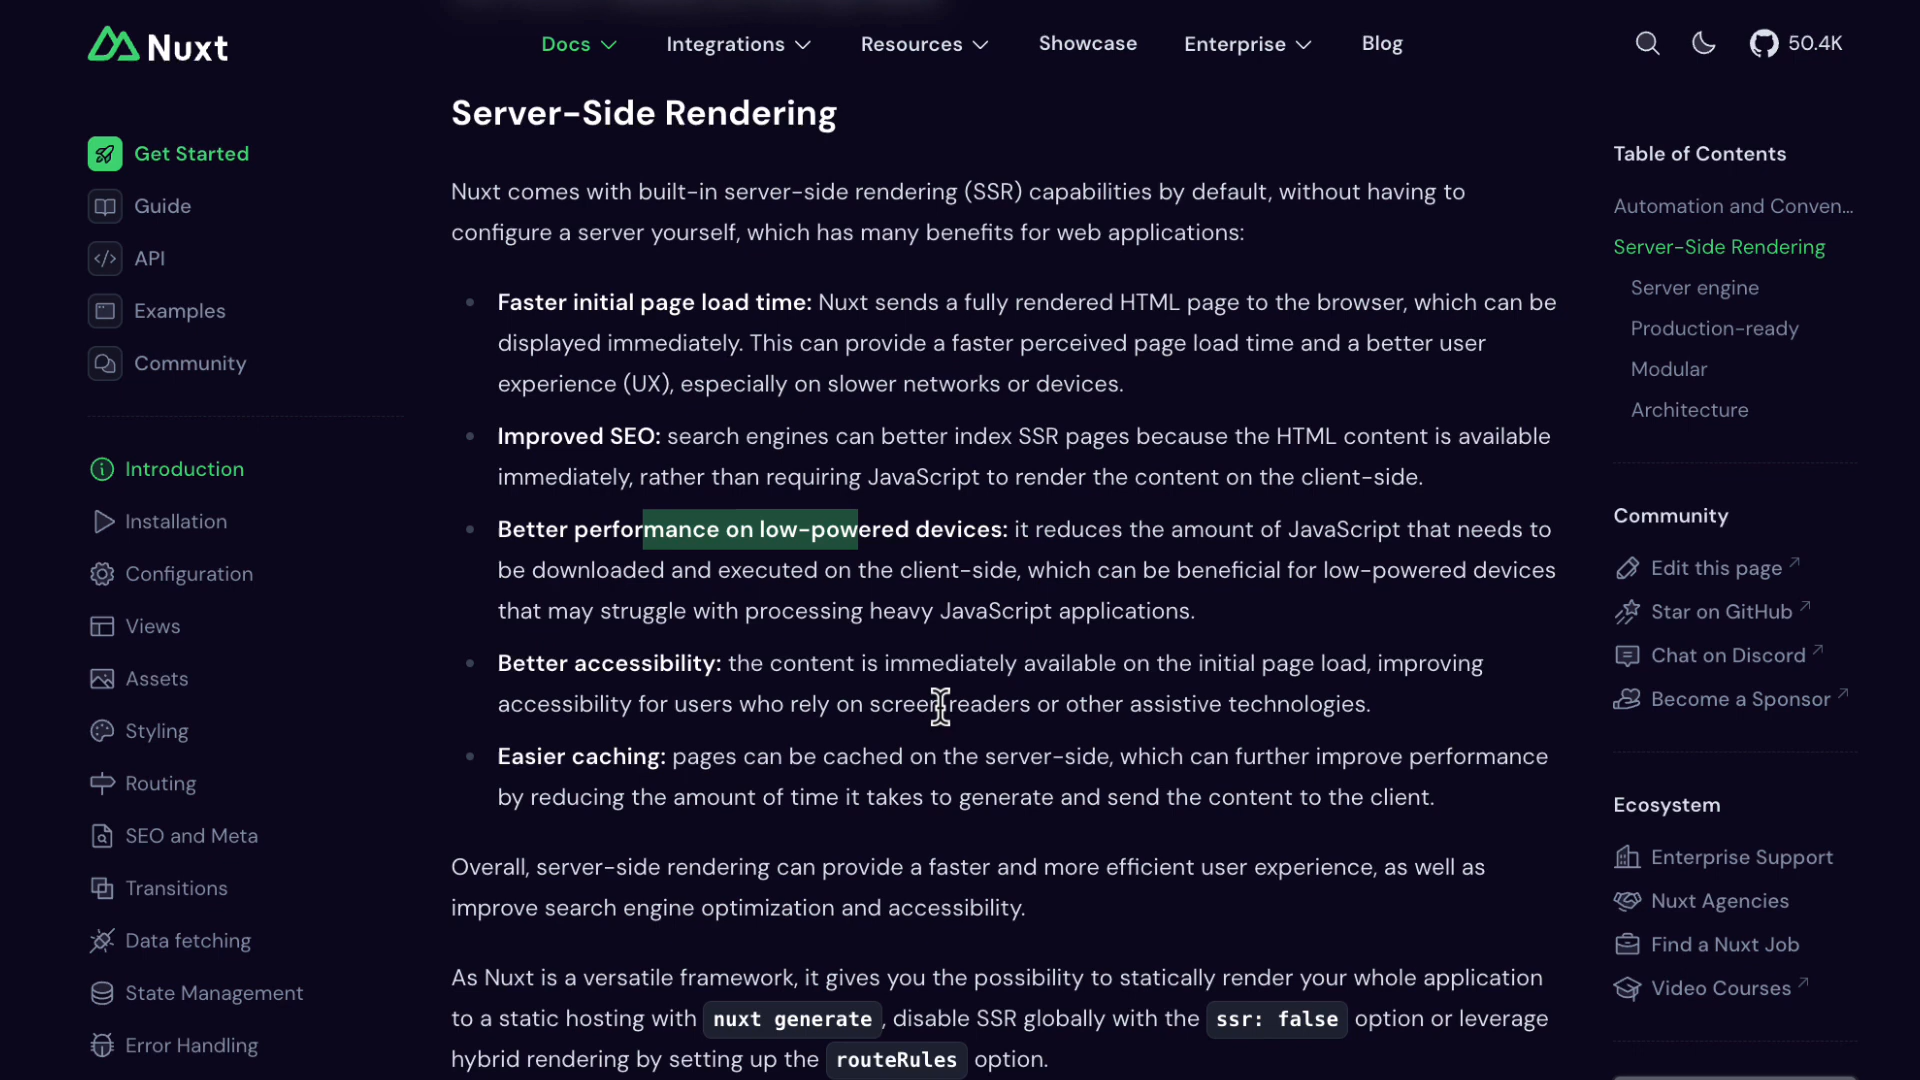 Nuxt
Docs
Integrations
Resources
Showcase
Enterprise
Blog
50.4K
Get Started
Guide
API
Examples
Community
Introduction
Installation
Configuration
Views
Assets
Styling
Routing
SEO and Meta
Transitions
Data fetching
State Management
Error Handling
Server-Side Rendering
Nuxt comes with built-in server-side rendering (SSR) capabilities by default, without having to
configure a server yourself, which has many benefits for web applications:
Faster initial page load time: Nuxt sends a fully rendered HTML page to the browser, which can be
displayed immediately. This can provide a faster perceived page load time and a better user
experience (UX), especially on slower networks or devices.
Improved SEO: search engines can better index SSR pages because the HTML content is available
immediately, rather than requiring JavaScript to render the content on the client-side.
Better performance on low-powered devices: it reduces the amount of JavaScript that needs to
be downloaded and executed on the client-side, which can be beneficial for low-powered devices
that may struggle with processing heavy JavaScript applications.
Better accessibility: the content is immediately available on the initial page load, improving
accessibility for users who rely on screen readers or other assistive technologies.
Easier caching: pages can be cached on the server-side, which can further improve performance
by reducing the amount of time it takes to generate and send the content to the client.
Overall, server-side rendering can provide a faster and more efficient user experience, as well as
improve search engine optimization and accessibility.
As Nuxt is a versatile framework, it gives you the possibility to statically render your whole application
to a static hosting with nuxt generate, disable SSR globally with the ssr: false option or leverage
hybrid rendering by setting up the routeRules option.
Table of Contents
Automation and Conven...
Server-Side Rendering
Server engine
Production-ready
Modular
Architecture
Community
Edit this page
Star on GitHub
Chat on Discord
Become a Sponsor
Ecosystem
Enterprise Support
Nuxt Agencies
Find a Nuxt Job
Video Courses